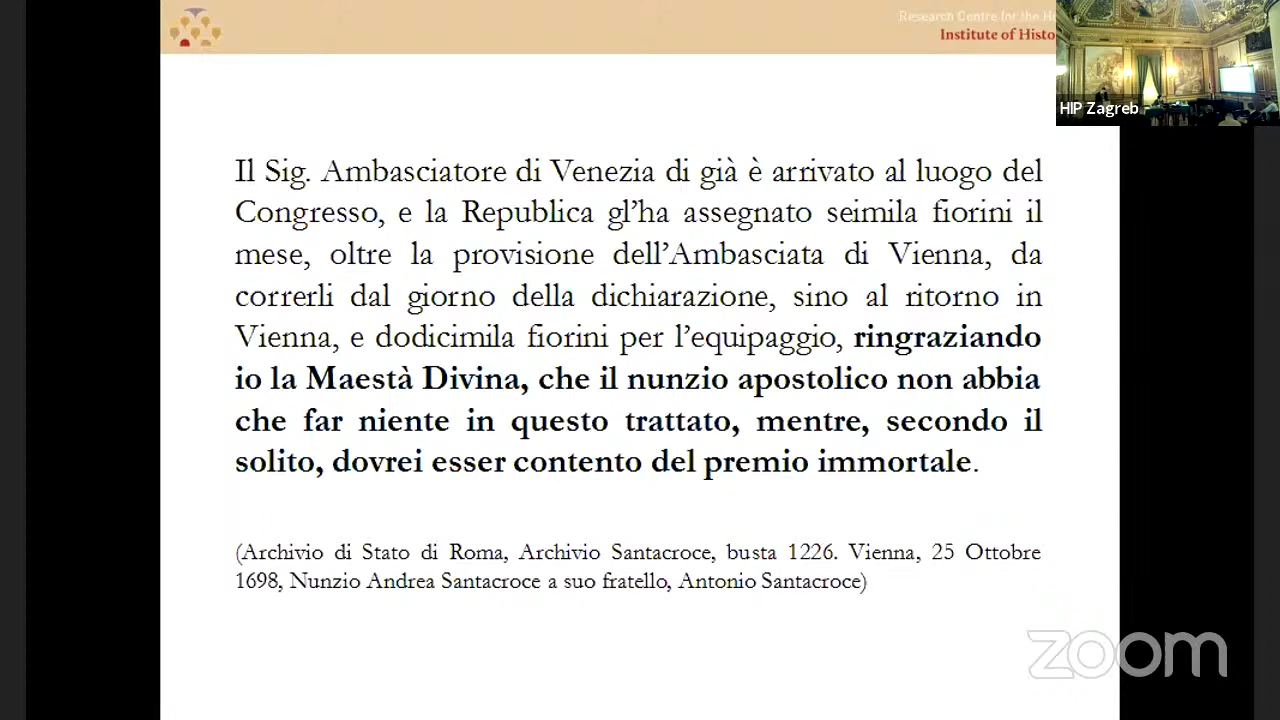 Research Centre for the
Institute of
HIP Zagreb
Il Sig. Ambasciatore di Venezia di già è arrivato al luogo del
Congresso, e la Republica gl’ha assegnato seimila fiorini il
mese, oltre la provisione dell’Ambasciata di Vienna, da
correrli dal giorno della dichiarazione, sino al ritorno in
Vienna, e dodicimila fiorini per l’equipaggio, ringraziando
io la Maestà Divina, che il nunzio apostolico non abbia
che far niente in questo trattato, mentre, secondo il
solito, dovrei esser contento del premio immortale.
(Archivio di Stato di Roma, Archivio Santacroce, busta 1226. Vienna, 25 Ottobre
1698, Nunzio Andrea Santacroce a suo fratello, Antonio Santacroce)
zoom